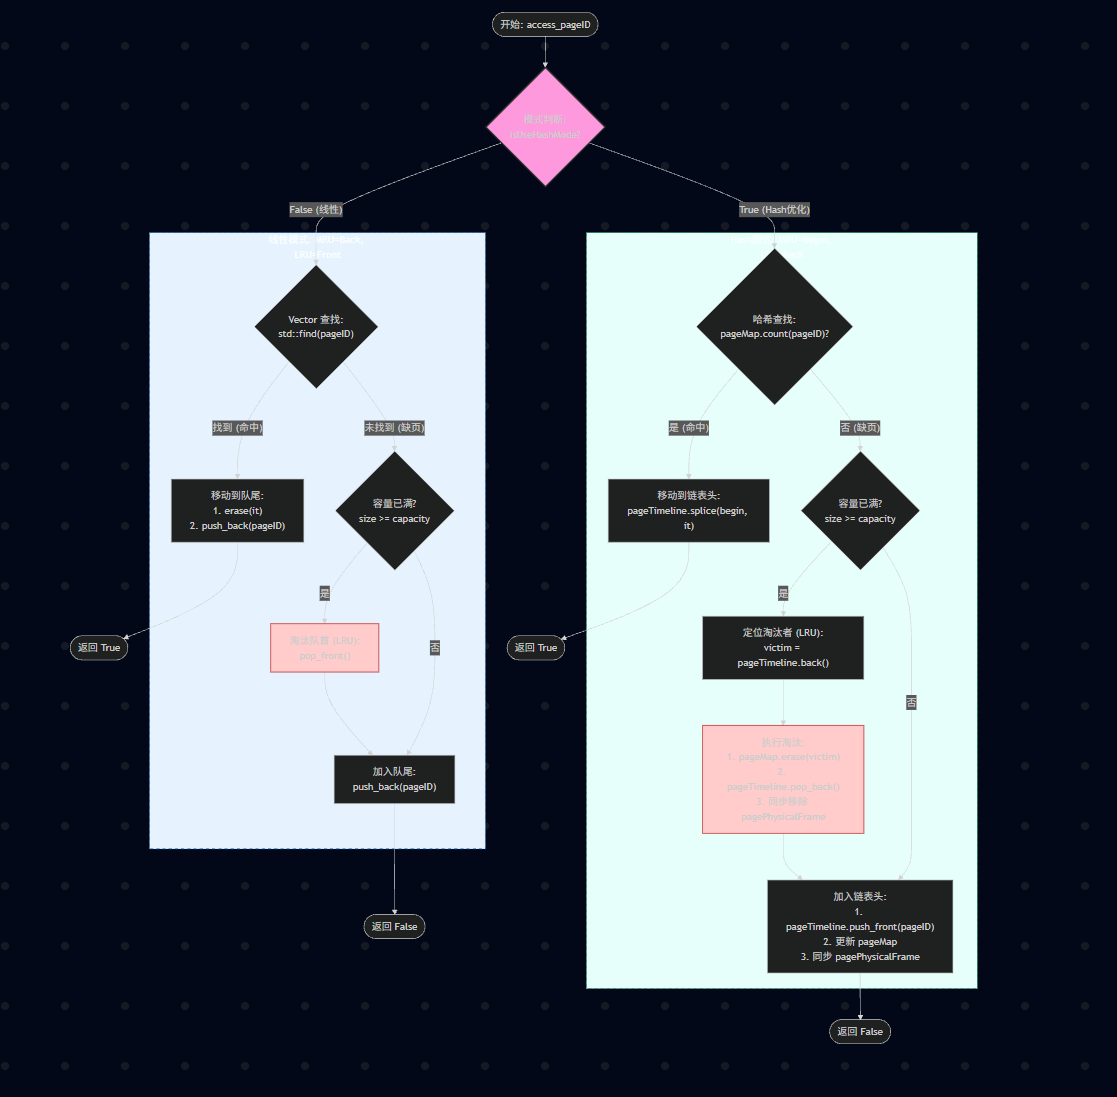 开始: access_pageID
模式判断:
isUseHashMode?
False (线性)
True (Hash优化)
LRU=Front
Vector 查找:
std::find(pageID)
哈希查找:
pageMap.count(pageID)?
找到 (命中)
未找到 (缺页)
是 (命中)
否 (缺页)
移动到队尾:
1. erase(it)
2. push_back(pageID)
容量已满?
size >= capacity
移动到链表头:
pageTimeline.splice(begin,
it)
容量已满?
size >= capacity
是
是
返回 True
淘汰队首 (LRU):
pop_front()
否
返回 True
定位淘汰者 (LRU):
victim =
pageTimeline.back()
否
执行淘汰:
1. pageMap.erase(victim)
2.
pageTimeline.pop_back()
3. 同步移除
pagePhysicalFrame
加入队尾:
push_back(pageID)
加入链表头:
1.
pageTimeline.push_front(pageID)
2. 更新 pageMap
3. 同步 pagePhysicalFrame
返回 False
返回 False